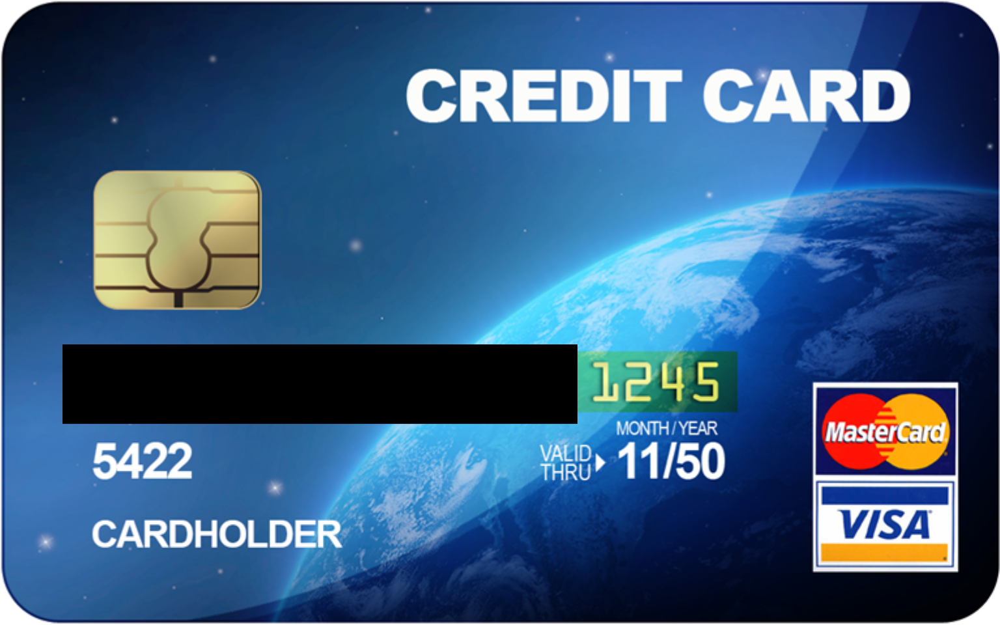 CREDIT CARD
1245
MONTH/YEAR
5422
VALID THRU 11/50
CARDHOLDER
MasterCard
VISA